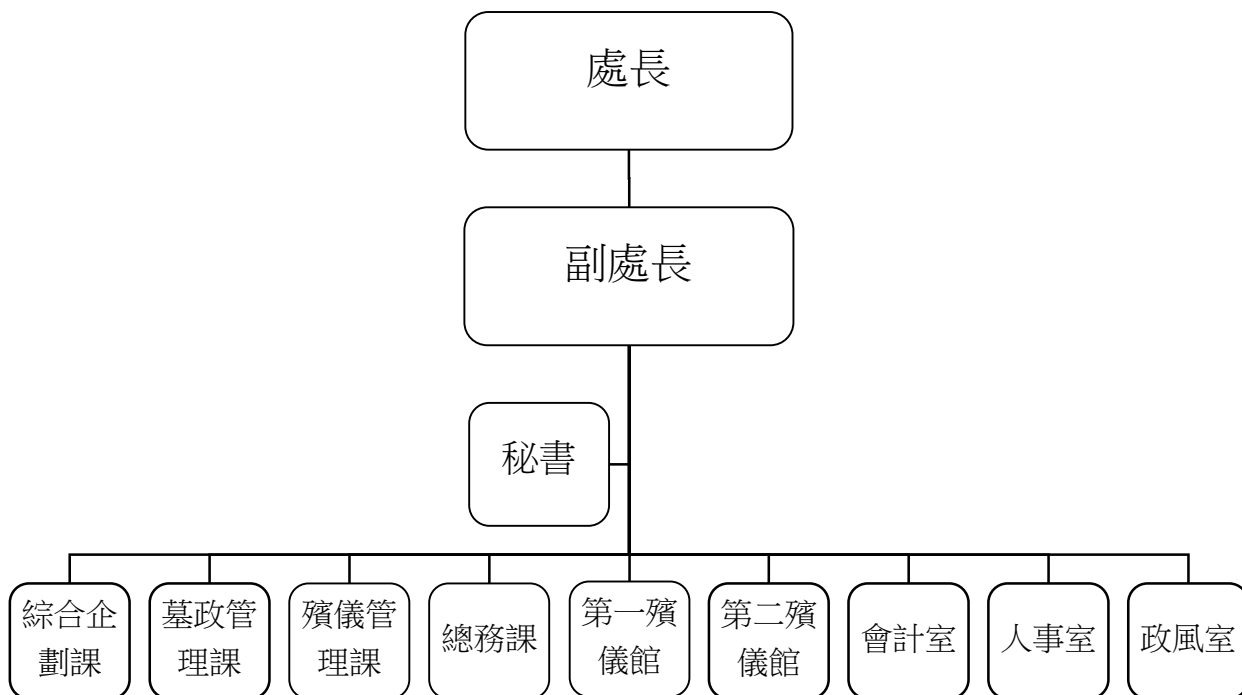 處長
副處長
秘書
綜合企
劃課
墓政管
理課
殯儀管
理課
總務課
第一殯
儀館
第二殯
儀館
會計室
人事室
政風室